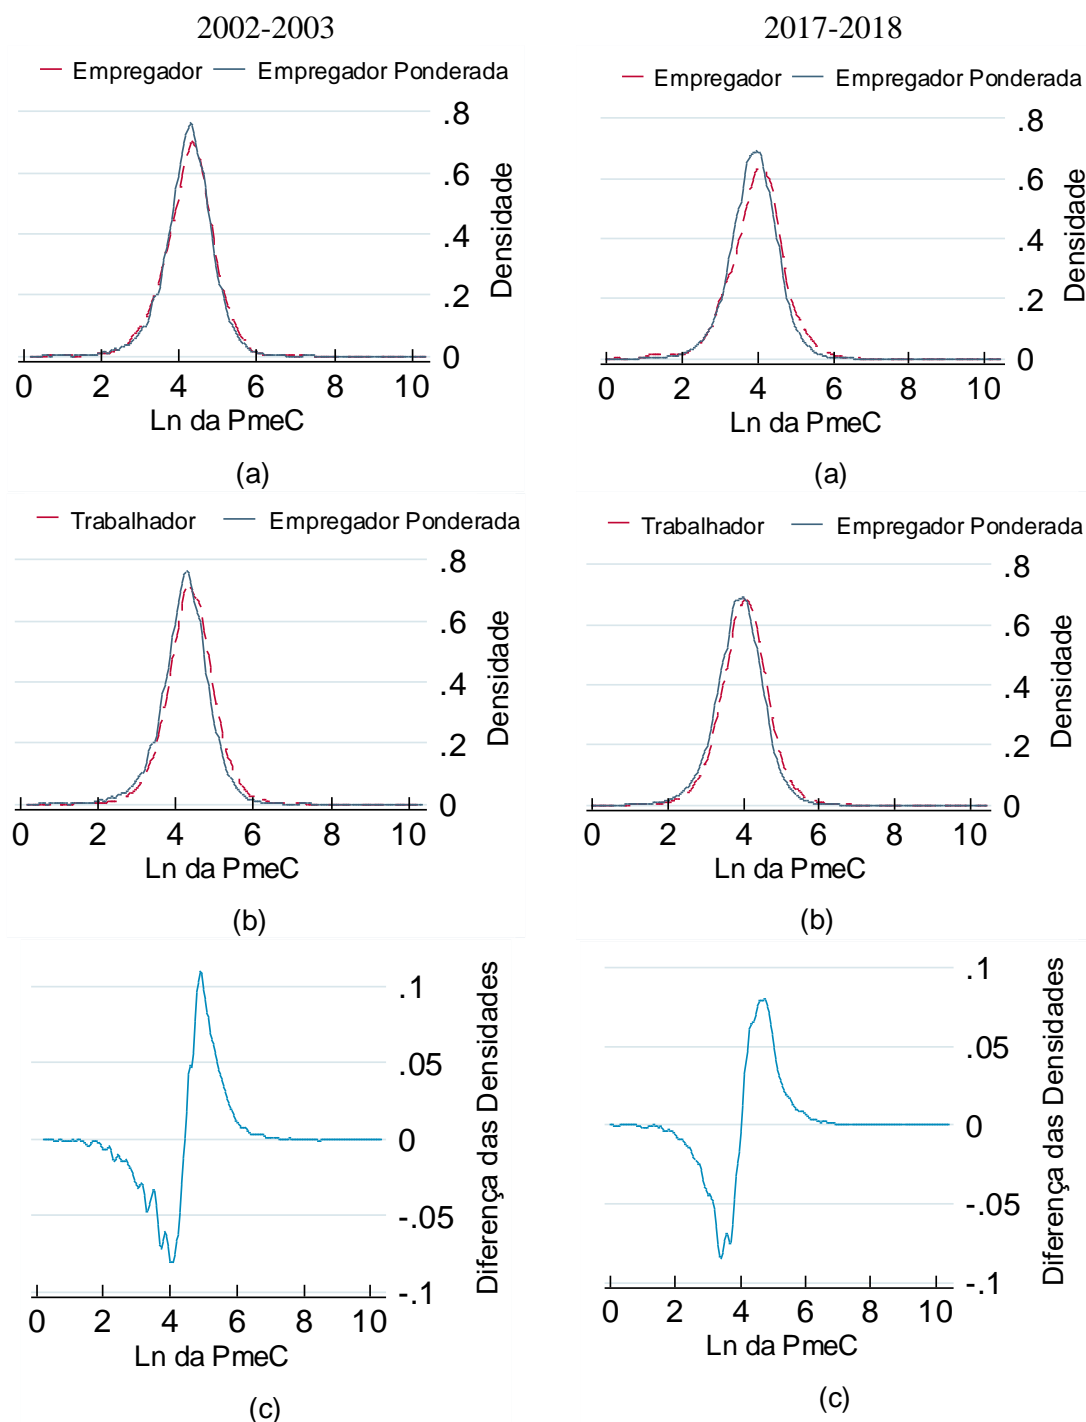 2002-2003
Empregador Empregador Ponderada
.8
.6
.4
.2
0
Densidade
0 2 4 6 8 10
Ln da PmeC
(a)
2017-2018
Empregador Empregador Ponderada
.8
.6
.4
.2
0
Densidade
0 2 4 6 8 10
Ln da PmeC
(a)
Trabalhador Empregador Ponderada
.8
.6
.4
.2
0
Densidade
0 2 4 6 8 10
Ln da PmeC
(b)
Trabalhador Empregador Ponderada
.8
.6
.4
.2
0
Densidade
0 2 4 6 8 10
Ln da PmeC
(b)
.1
.05
0
-.05
-.1
Diferença das Densidades
0 2 4 6 8 10
Ln da PmeC
(c)
.1
.05
0
-.05
-.1
Diferença das Densidades
0 2 4 6 8 10
Ln da PmeC
(c)